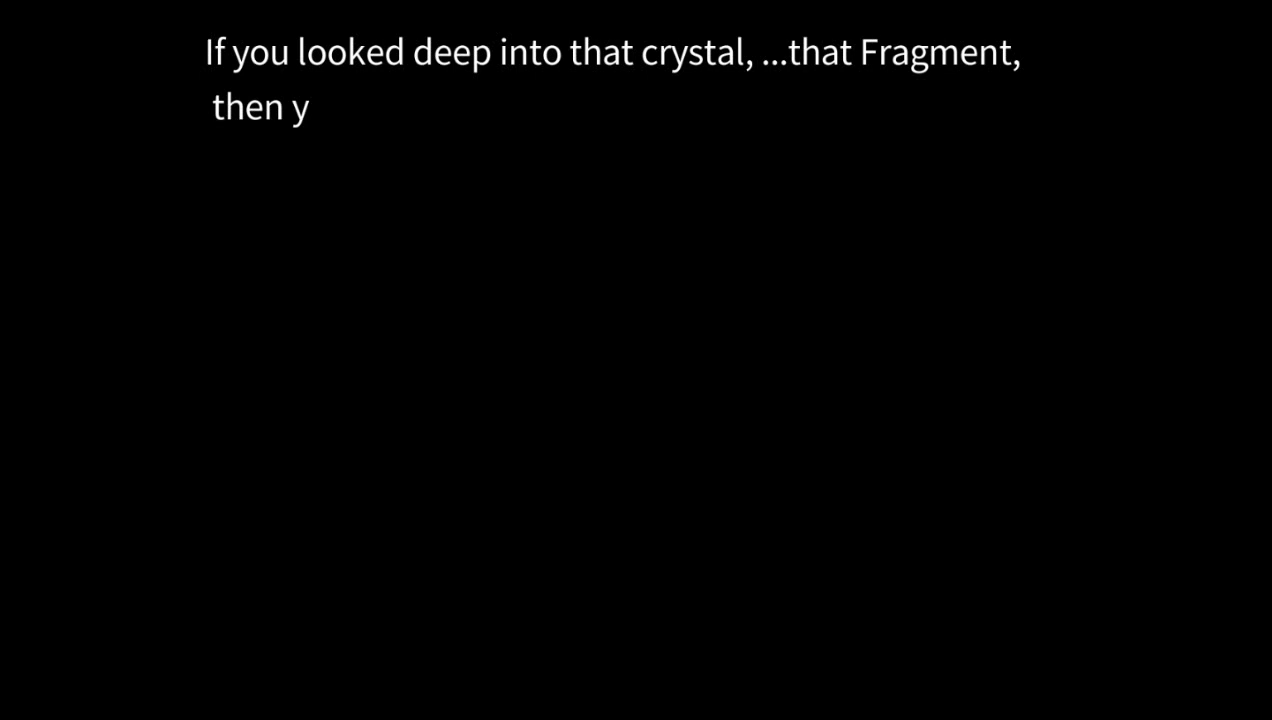 If you looked deep into that crystal, ...that Fragment,
then y